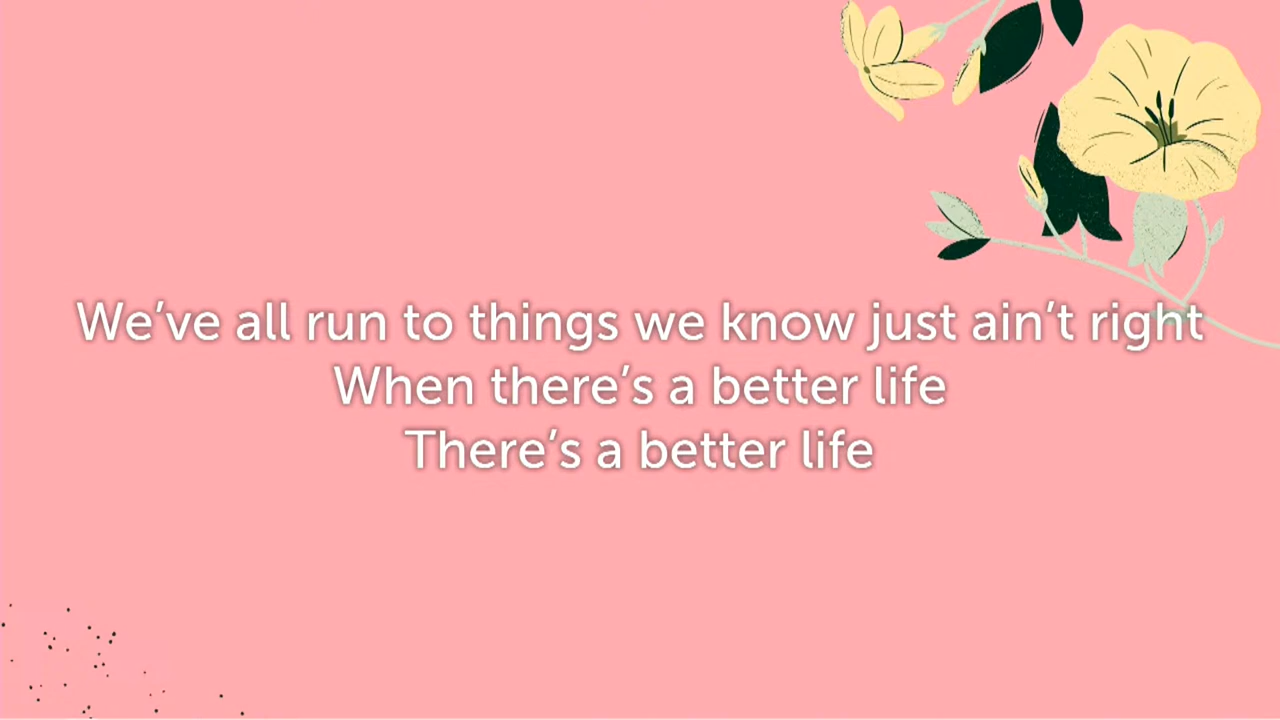 We’ve all run to things we know just ain’t right
When there’s a better life
There’s a better life